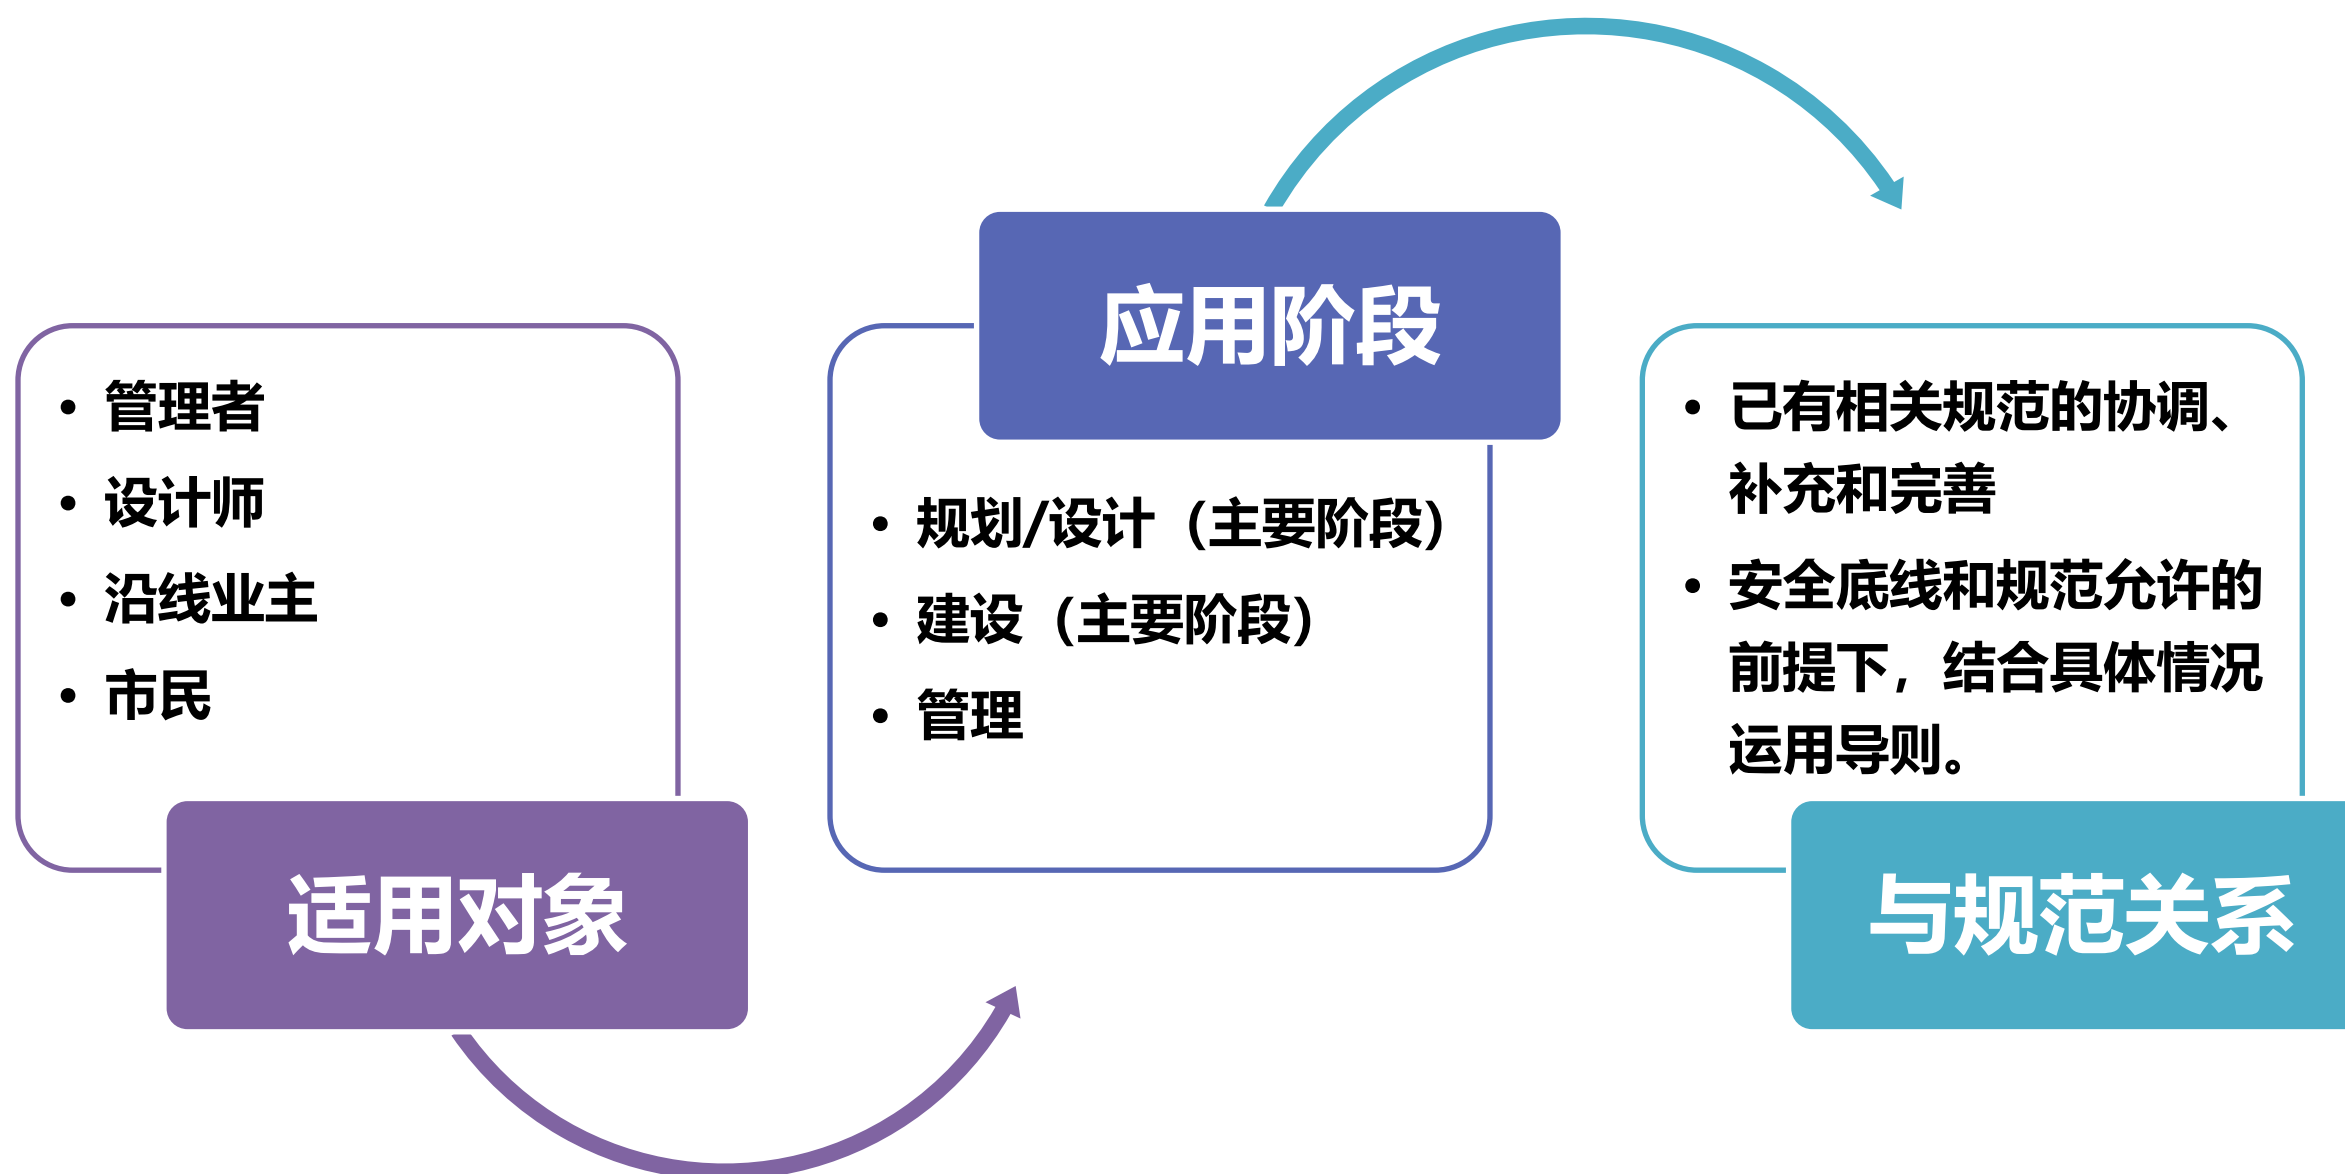 • 管理者
• 设计师
• 沿线业主
• 市民
适用对象
应用阶段
• 规划/设计（主要阶段）
• 建设（主要阶段）
• 管理
• 已有相关规范的协调、
补充和完善
• 安全底线和规范允许的
前提下，结合具体情况
运用导则。
与规范关系